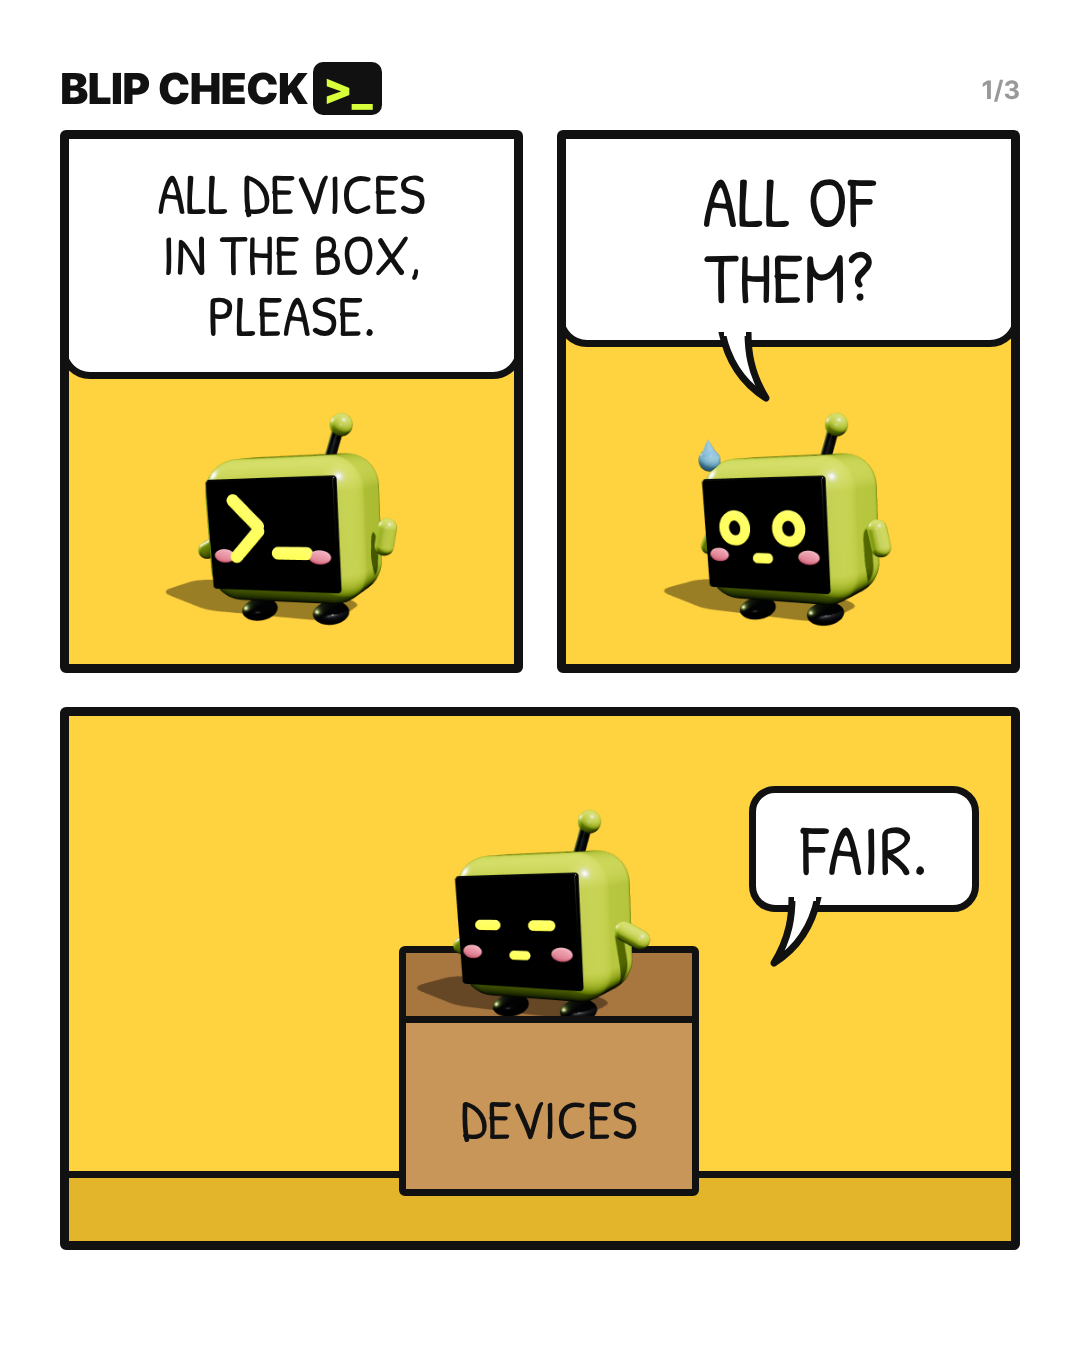 BLIP CHECK >_
1/3
ALL DEVICES
IN THE BOX,
PLEASE.
ALL OF
THEM?
>_
FAIR.
DEVICES